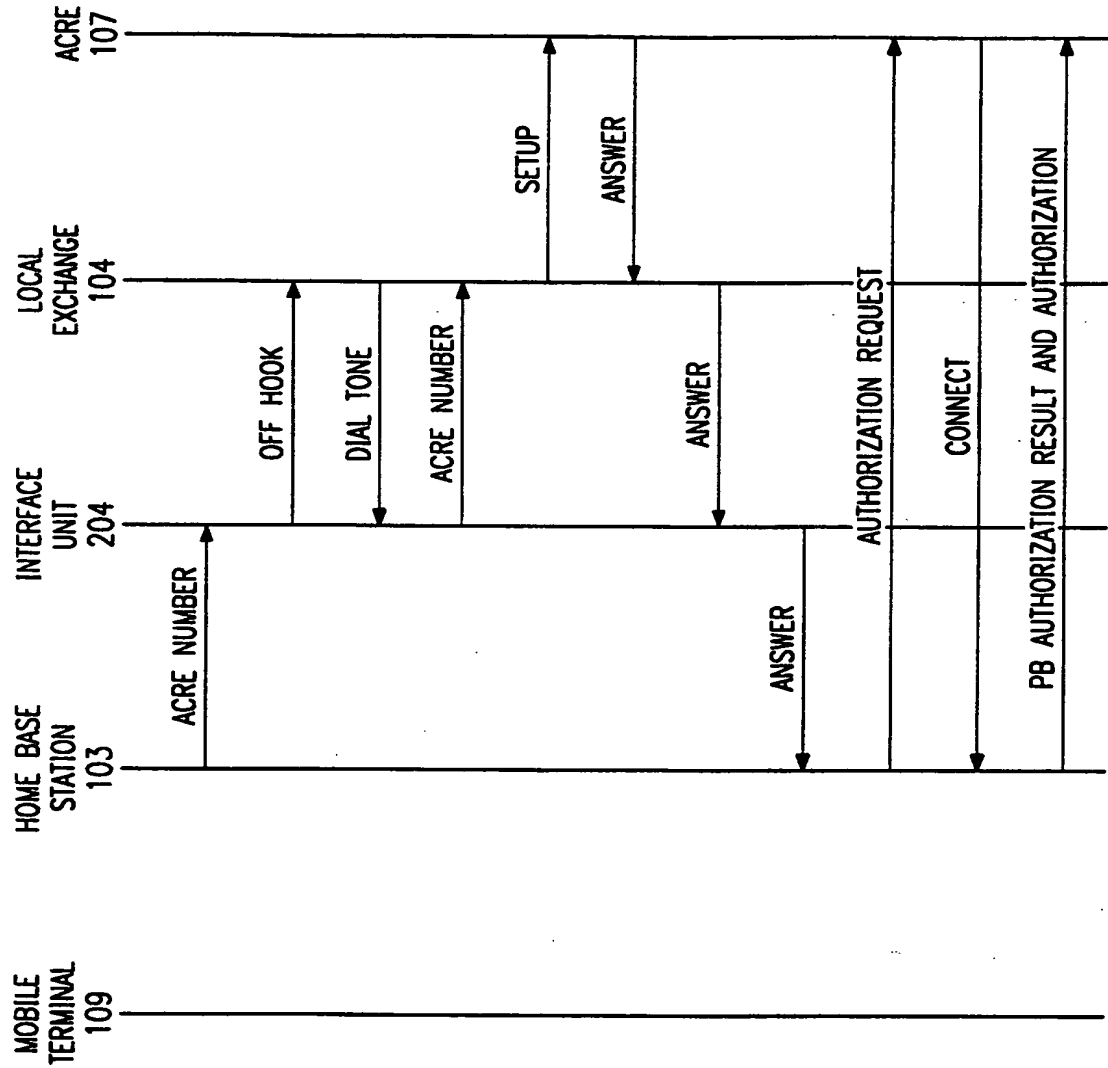 MOBILE
TERMINAL
109
HOME BASE
STATION
103
INTERFACE
UNIT
204
LOCAL
EXCHANGE
104
ACRE
107
ACRE NUMBER
OFF HOOK
DIAL TONE
ACRE NUMBER
SETUP
ANSWER
ANSWER
ANSWER
AUTHORIZATION REQUEST
CONNECT
PB AUTHORIZATION RESULT AND AUTHORIZATION